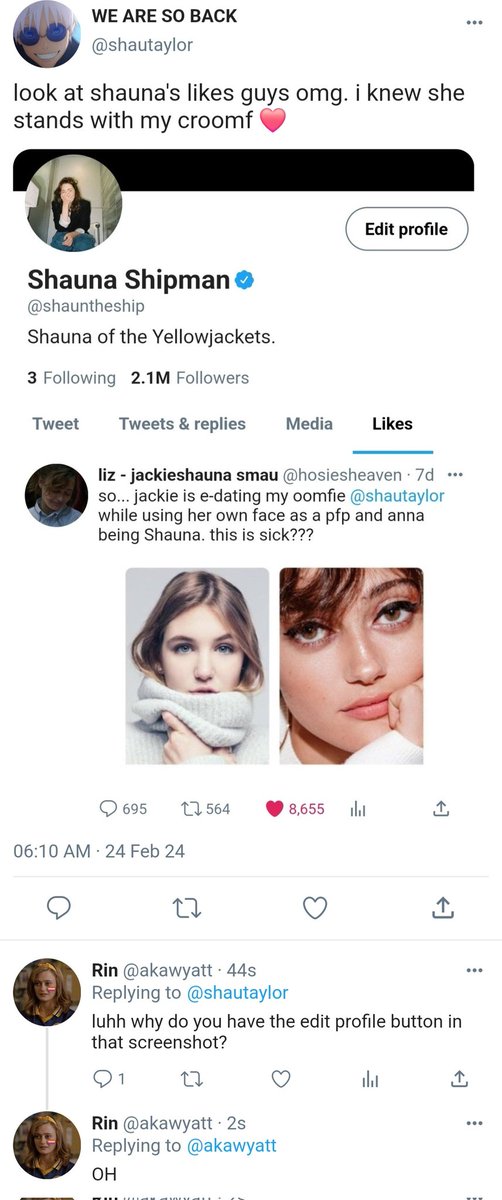 WE ARE SO BACK
@shautaylor
look at shauna's likes guys omg. i knew she
stands with my croomf ❤️
Edit profile
Shauna Shipman
@shauntheship
Shauna of the Yellowjackets.
3 Following 2.1M Followers
Tweet Tweets & replies Media Likes
liz - jackieshauna smau @hosiesheaven · 7d
so... jackie is e-dating my oomfie @shautaylor
while using her own face as a pfp and anna
being Shauna. this is sick???
695 564 8,655
06:10 AM · 24 Feb 24
Rin @akawyatt · 44s
Replying to @shautaylor
luhh why do you have the edit profile button in
that screenshot?
1
Rin @akawyatt · 2s
Replying to @akawyatt
OH